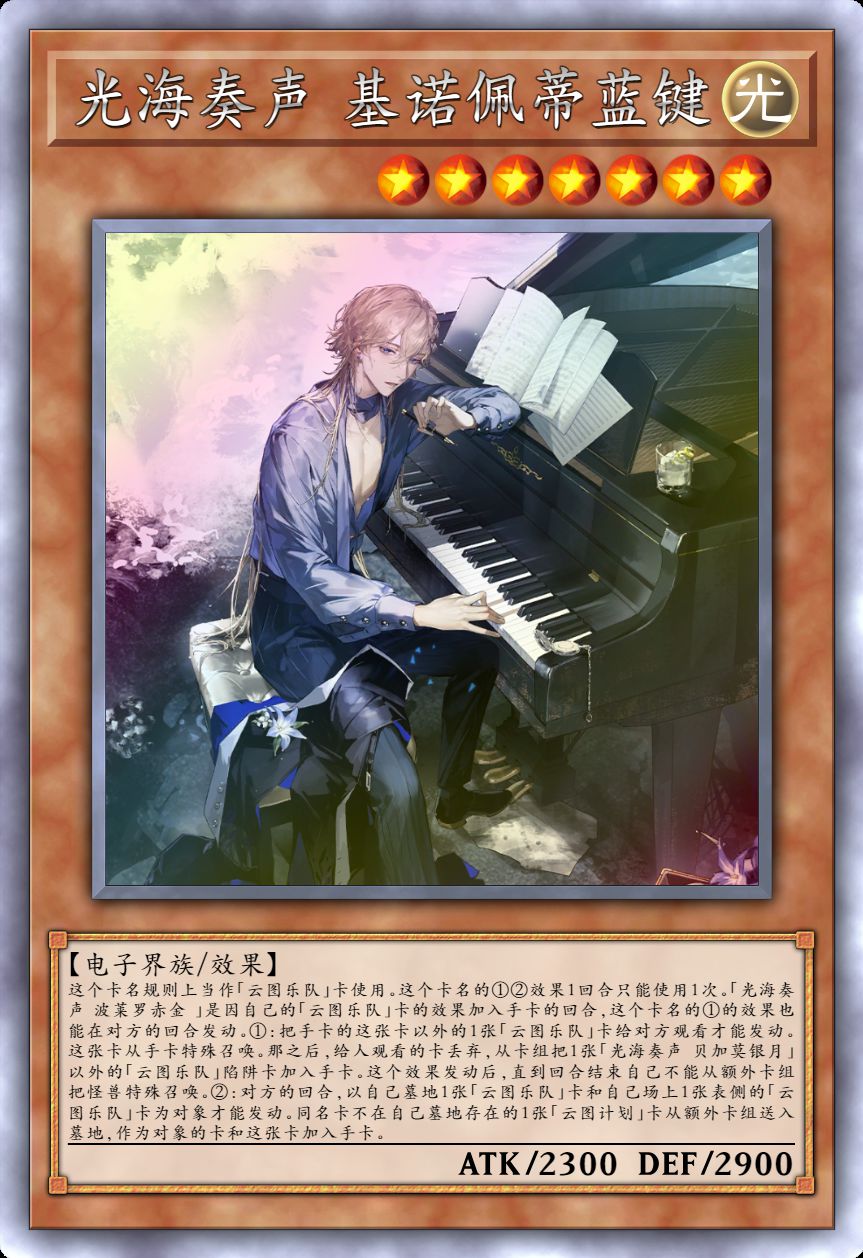 光海奏声 基诺佩蒂蓝键
光
【电子界族/效果】
这个卡名规则上当作「云图乐队」卡使用。这个卡名的①②效果1回合只能使用1次。「光海奏
声 波莱罗赤金 」是因自己的「云图乐队」卡的效果加入手卡的回合，这个卡名的①的效果也
能在对方的回合发动。①：把手卡的这张卡以外的1张「云图乐队」卡给对方观看才能发动。
这张卡从手卡特殊召唤。那之后，给人观看的卡丢弃，从卡组把1张「光海奏声 贝加莫银月」
以外的「云图乐队」陷阱卡加入手卡。这个效果发动后，直到回合结束自己不能从额外卡组
把怪兽特殊召唤。②：对方的回合，以自己墓地1张「云图乐队」卡和自己场上1张表侧的「云
图乐队」卡为对象才能发动。同名卡不在自己墓地存在的1张「云图计划」卡从额外卡组送入
墓地，作为对象的卡和这张卡加入手卡。
ATK/2300 DEF/2900